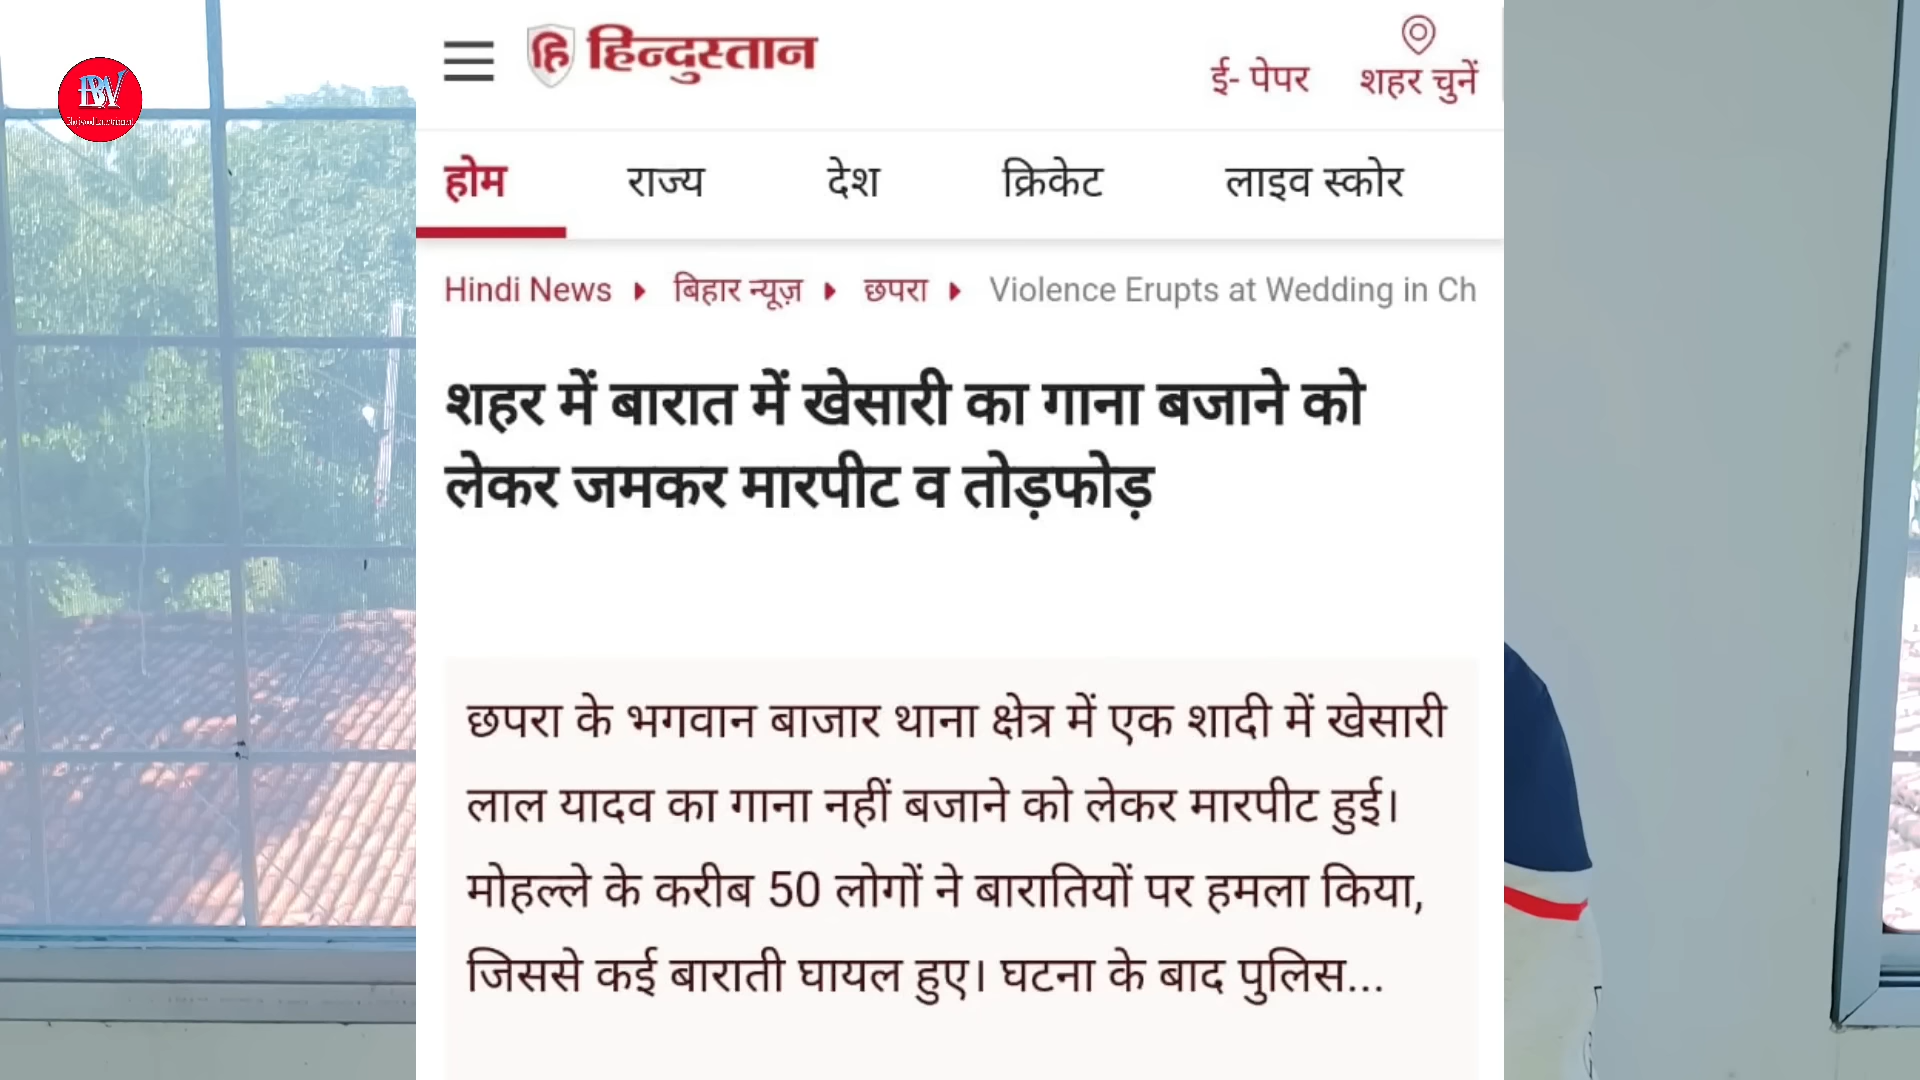 हि हिन्दुस्तान
ई- पेपर
शहर चुनें
होम राज्य देश क्रिकेट लाइव स्कोर
Hindi News बिहार न्यूज़ छपरा Violence Erupts at Wedding in Ch
शहर में बारात में खेसारी का गाना बजाने को
लेकर जमकर मारपीट व तोड़फोड़
छपरा के भगवान बाजार थाना क्षेत्र में एक शादी में खेसारी
लाल यादव का गाना नहीं बजाने को लेकर मारपीट हुई।
मोहल्ले के करीब 50 लोगों ने बारातियों पर हमला किया,
जिससे कई बाराती घायल हुए। घटना के बाद पुलिस...